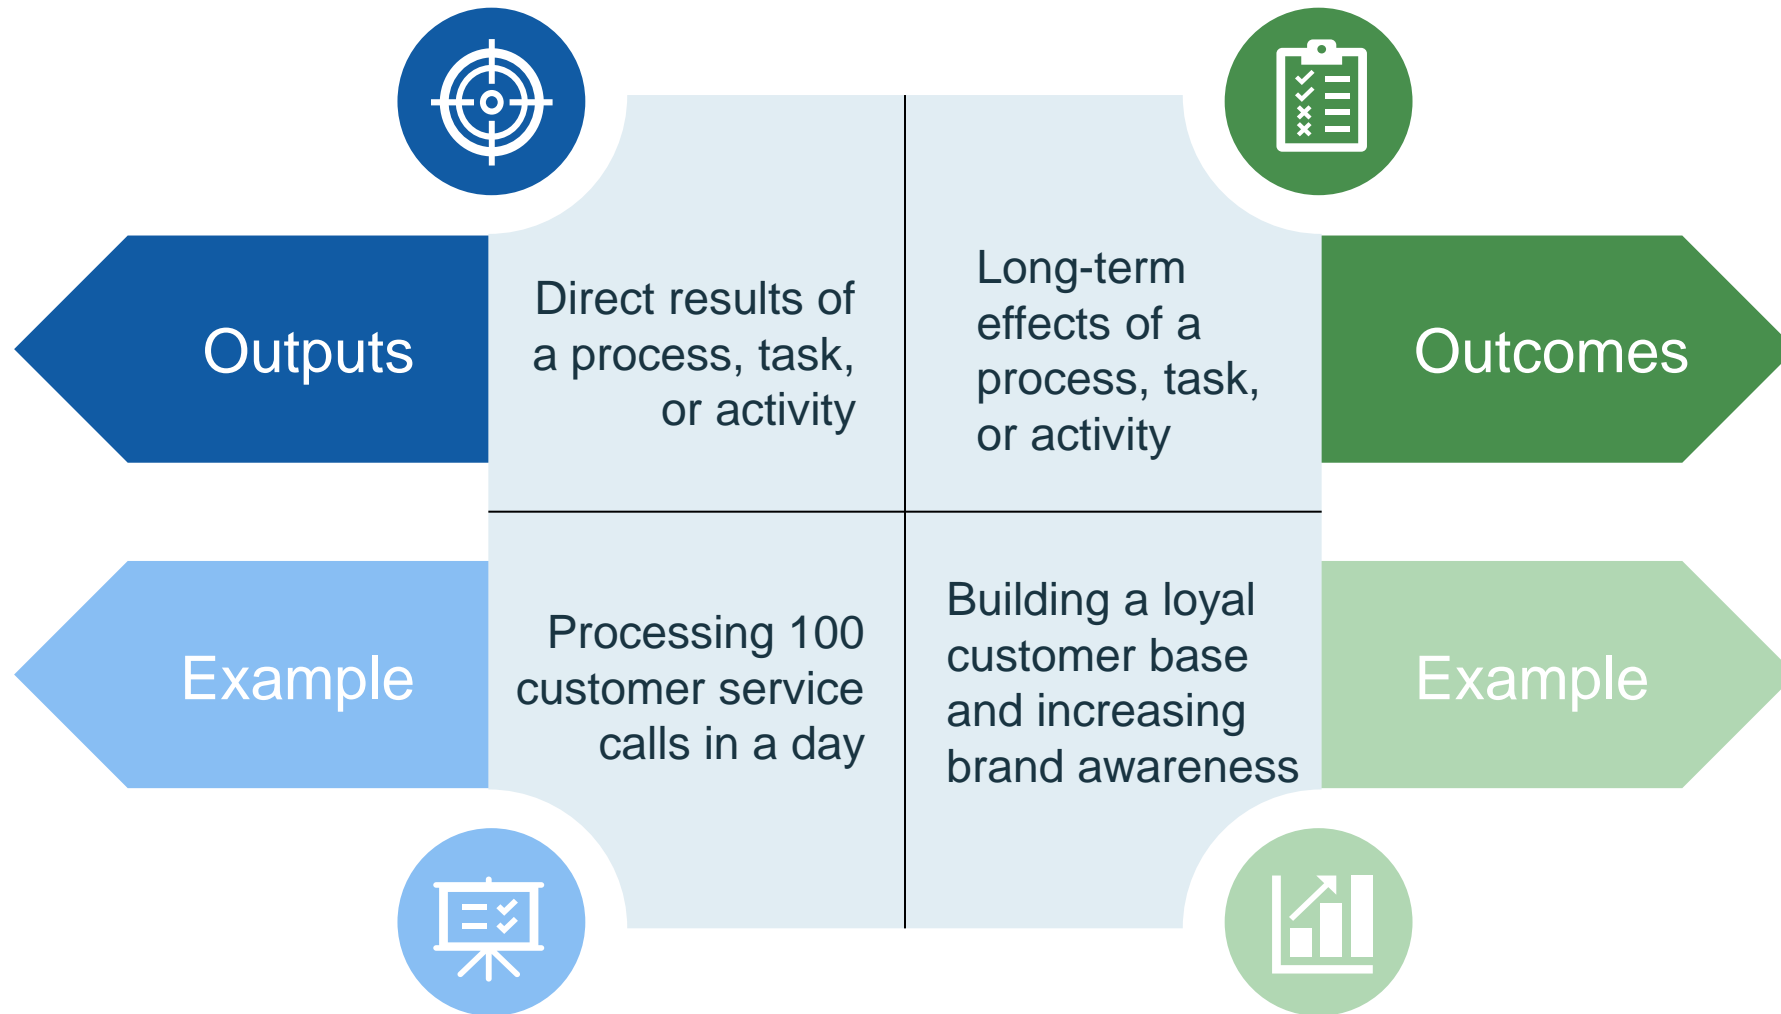 Outputs
Direct results of
a process, task,
or activity
Long-term
effects of a
process, task,
or activity
Outcomes
Example
Processing 100
customer service
calls in a day
Building a loyal
customer base
and increasing
brand awareness
Example